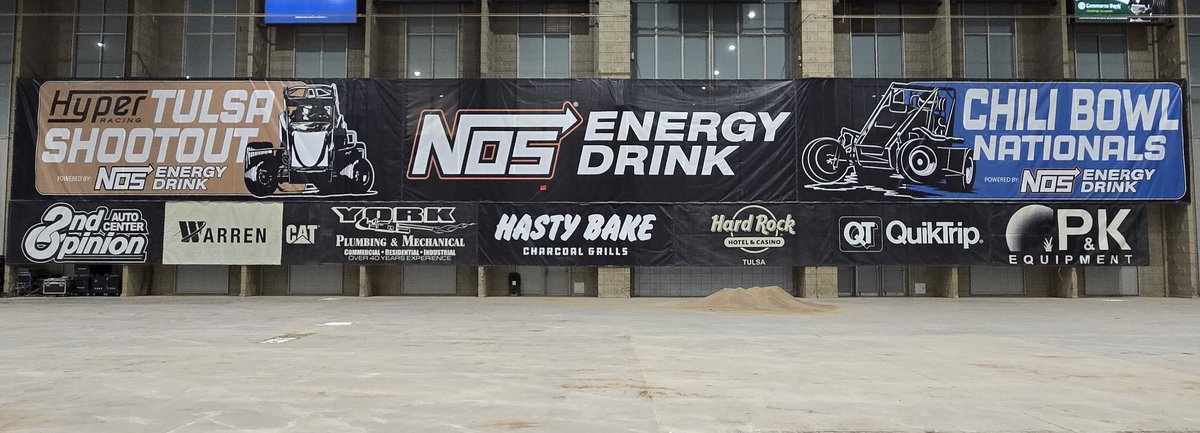 Commerce Bank
Hyper TULSA
RACING
SHOOTOUT
POWERED BY: NOS ENERGY DRINK
NOS ENERGY DRINK
®
CHILI BOWL
NATIONALS
POWERED BY: NOS ENERGY DRINK
2nd Opinion AUTO CENTER
WARREN CAT
YORK
PLUMBING & MECHANICAL
COMMERCIAL • RESIDENTIAL • INDUSTRIAL
OVER 40 YEARS EXPERIENCE
HASTY BAKE
CHARCOAL GRILLS
Hard Rock
HOTEL & CASINO
TULSA
QT QuikTrip
P&K
EQUIPMENT